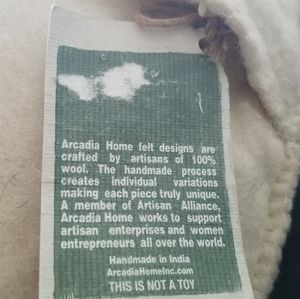 Arcadia Home felt designs are
crafted by artisans of 100%
wool. The handmade process
creates individual variations
making each piece truly unique.
A member of Artisan Alliance,
Arcadia Home works to support
artisan enterprises and women
entrepreneurs all over the world.
Handmade in India
ArcadiaHomeInc.com
THIS IS NOT A TOY